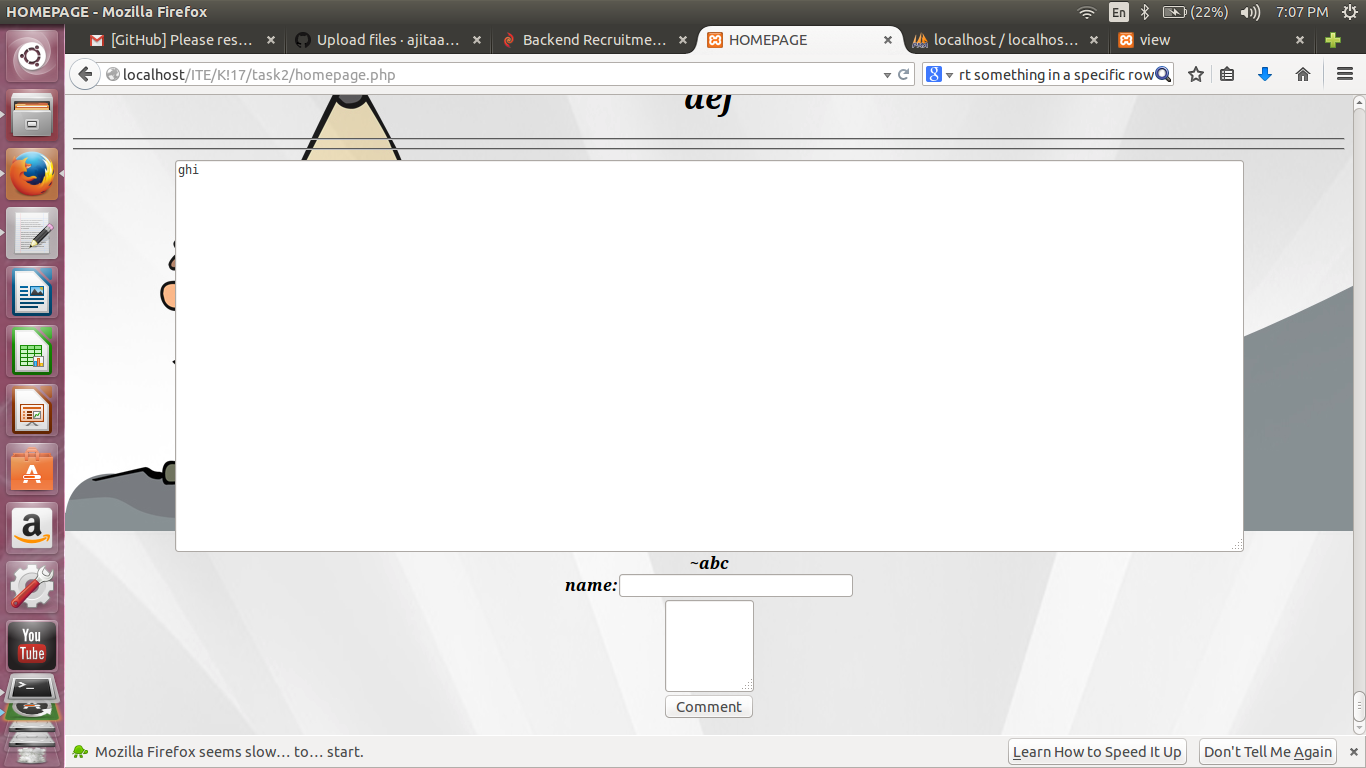 HOMEPAGE - Mozilla Firefox
En
(22%)
7:07 PM
[GitHub] Please res…
Upload files · ajitaa…
Backend Recruitme…
HOMEPAGE
localhost / localhos…
view
localhost/ITE/K!17/task2/homepage.php
rt something in a specific row
def
ghi
~abc
name:
Comment
You
Tube
Mozilla Firefox seems slow… to… start.
Learn How to Speed It Up
Don't Tell Me Again